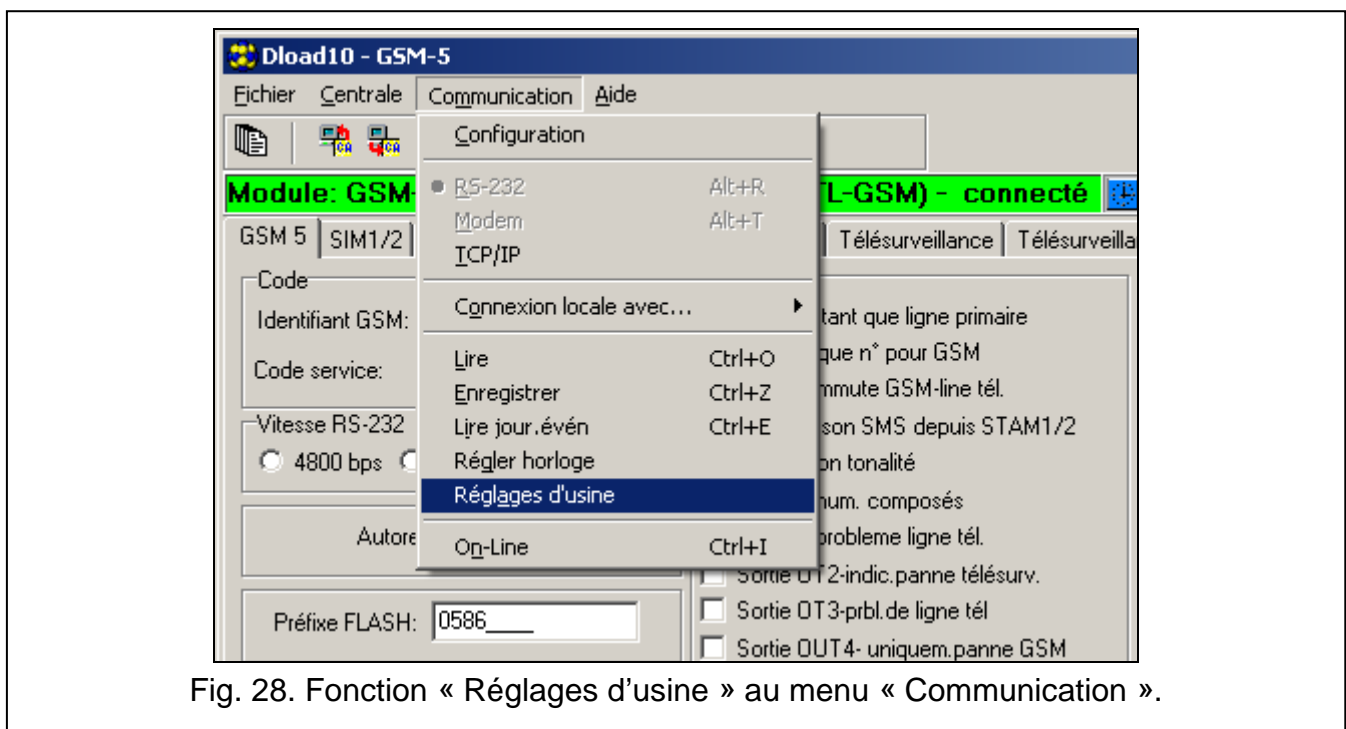 Dload10 - GSM-5
Fichier Centrale Communication Aide
Configuration
RS-232 Alt+R
Modem Alt+T
TCP/IP
Connexion locale avec...
Lire Ctrl+O
Enregistrer Ctrl+Z
Lire jour.évén Ctrl+E
Régler horloge
Réglages d'usine
On-Line Ctrl+I
Module: GSM- L-GSM) - connecté
GSM 5 SIM1/2 Télésurveillance Télésurveilla
Code
Identifiant GSM:
Code service:
Vitesse RS-232
4800 bps
Autore
Préfixe FLASH: 0586____
tant que ligne primaire
que n° pour GSM
mmute GSM-line tél.
son SMS depuis STAM1/2
on tonalité
num. composés
probleme ligne tél.
Sortie OT2-indic.panne télésurv.
Sortie OT3-prbl.de ligne tél
Sortie OUT4- uniquem.panne GSM
Fig. 28. Fonction « Réglages d’usine » au menu « Communication ».